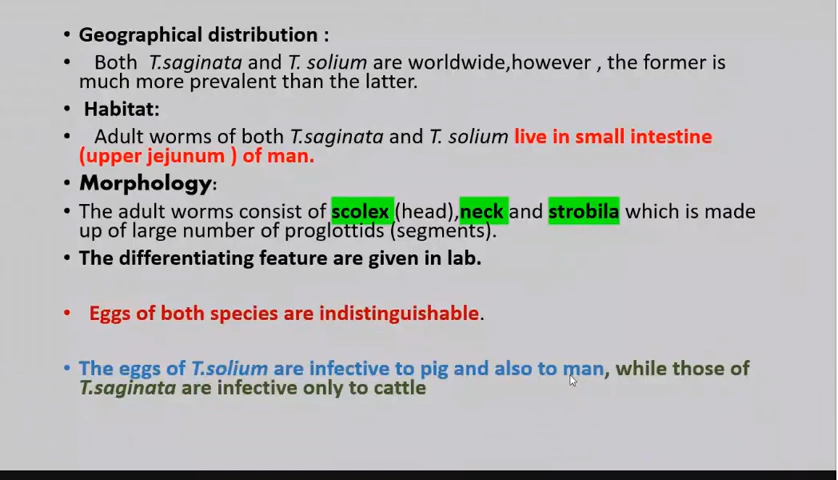 • Geographical distribution :
• Both T.saginata and T. solium are worldwide,however , the former is
much more prevalent than the latter.
• Habitat:
• Adult worms of both T.saginata and T. solium live in small intestine
(upper jejunum ) of man.
• Morphology:
• The adult worms consist of scolex (head),neck and strobila which is made
up of large number of proglottids (segments).
• The differentiating feature are given in lab.
• Eggs of both species are indistinguishable.
• The eggs of T.solium are infective to pig and also to man, while those of
T.saginata are infective only to cattle